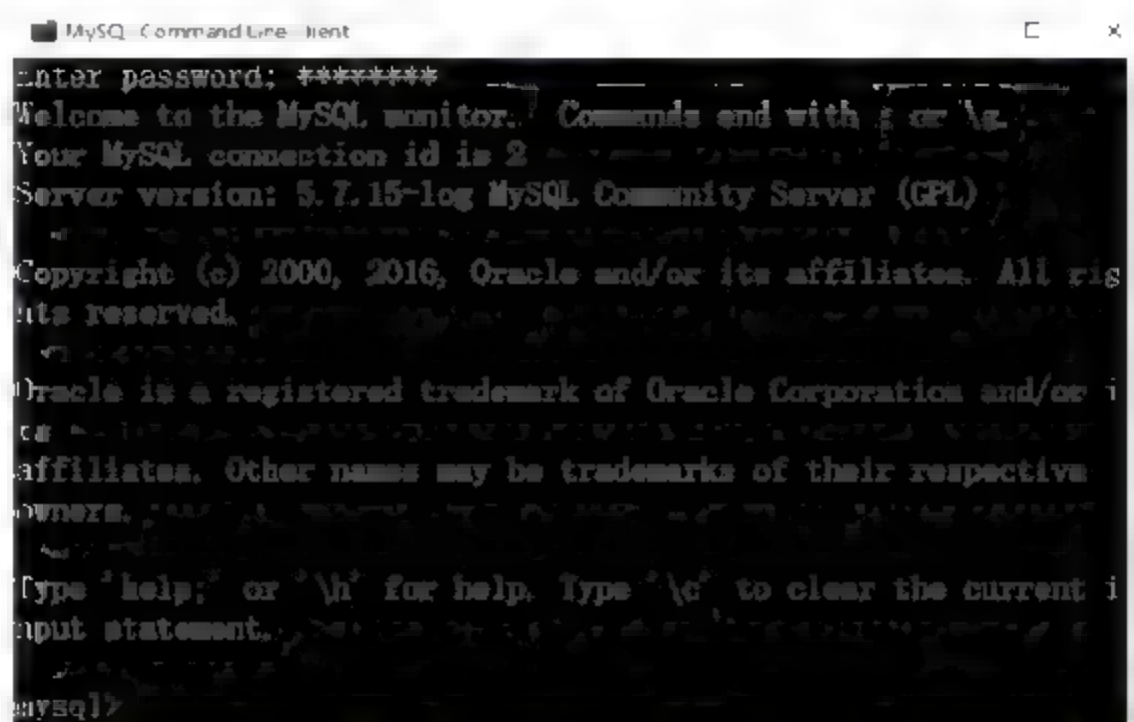 MySQL Command Line Client
Enter password: ********
Welcome to the MySQL monitor.  Commands end with ; or \g.
Your MySQL connection id is 2
Server version: 5.7.15-log MySQL Community Server (GPL)
Copyright (c) 2000, 2016, Oracle and/or its affiliates. All rig
hts reserved.
Oracle is a registered trademark of Oracle Corporation and/or i
ts
affiliates. Other names may be trademarks of their respective
owners.
Type 'help;' or '\h' for help. Type '\c' to clear the current i
nput statement.
mysql>